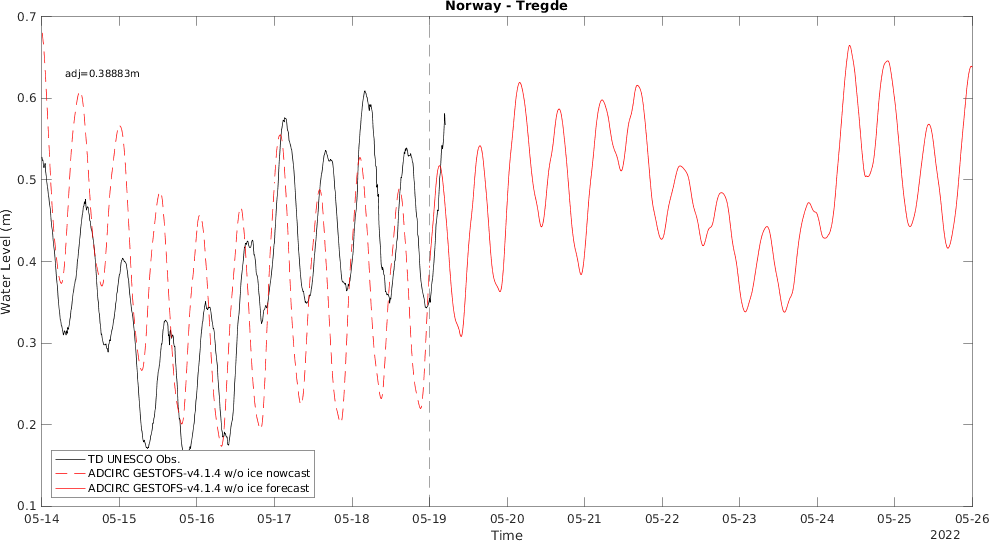 Norway - Tregde
0.7
0.6
0.5
0.4
0.3
0.2
0.1
Water Level (m)
adj=0.38883m
TD UNESCO Obs.
ADCIRC GESTOFS-v4.1.4 w/o ice nowcast
ADCIRC GESTOFS-v4.1.4 w/o ice forecast
05-14 05-15 05-16 05-17 05-18 05-19 05-20 05-21 05-22 05-23 05-24 05-25 05-26
Time
2022